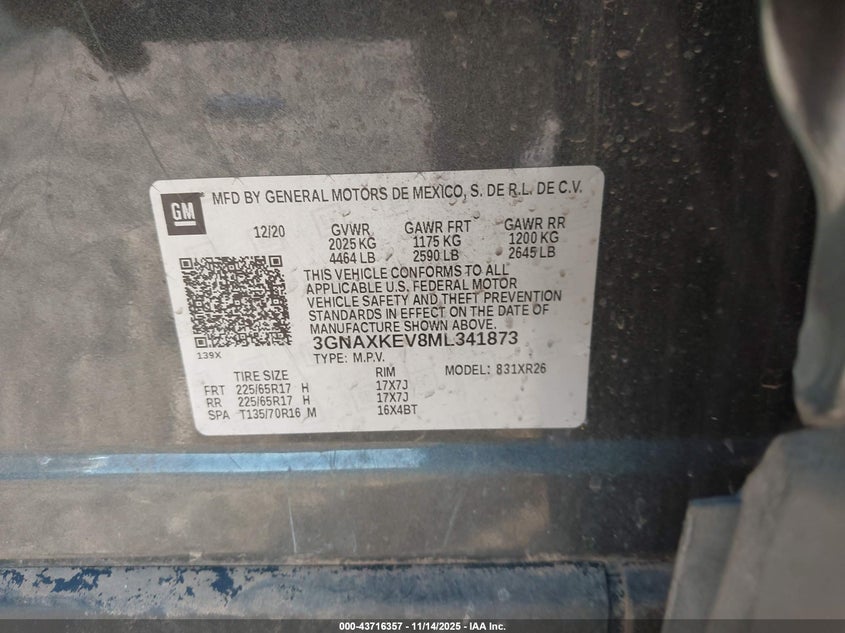 GM
MFD BY GENERAL MOTORS DE MEXICO, S. DE R.L. DE C.V.
12/20 GVWR GAWR FRT GAWR RR
2025 KG 1175 KG 1200 KG
4464 LB 2590 LB 2645 LB
THIS VEHICLE CONFORMS TO ALL
APPLICABLE U.S. FEDERAL MOTOR
VEHICLE SAFETY AND THEFT PREVENTION
STANDARDS IN EFFECT ON THE DATE OF
MANUFACTURE SHOWN ABOVE.
3GNAXKEV8ML341873
139X
TYPE: M.P.V. MODEL: 831XR26
TIRE SIZE RIM
FRT 225/65R17 H 17X7J
RR 225/65R17 H 17X7J
SPA T135/70R16 M 16X4BT
000-43716357 - 11/14/2025 - IAA Inc.